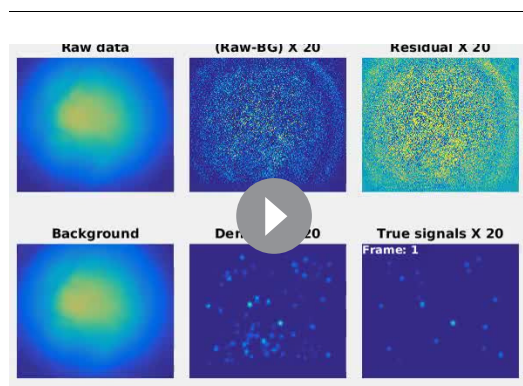 Raw data
(Raw-BG) X 20
Residual X 20
Background
20
True signals X 20
Frame: 1